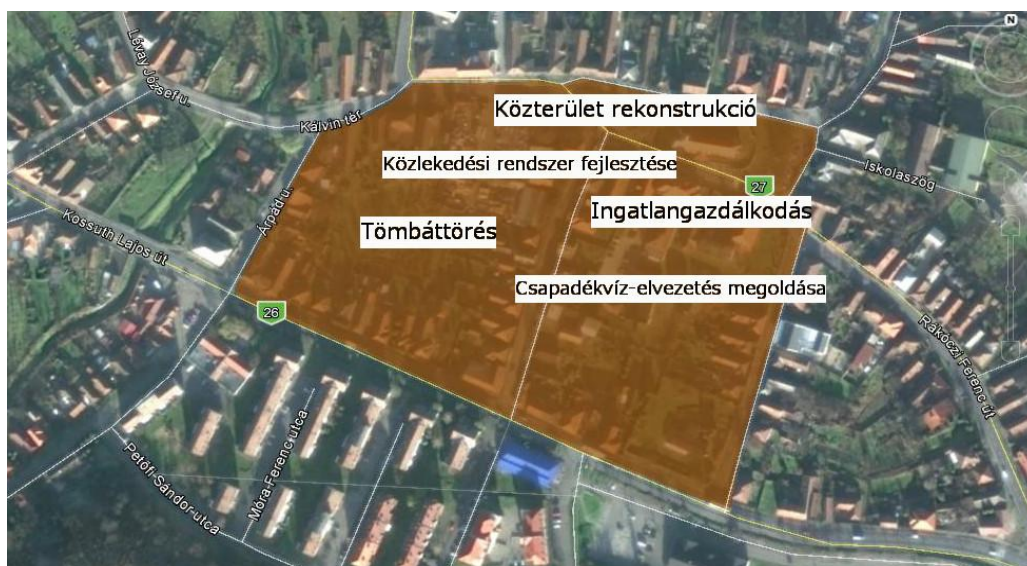 N
Lévay József u.
Kálvin tér
Közterület rekonstrukció
Közlekedési rendszer fejlesztése
27
Iskolaszög
Árpád u.
Ingatlangazdálkodás
Kossuth Lajos út
Tömbáttörés
Csapadékvíz-elvezetés megoldása
26
Rákóczi Ferenc út
Móra Ferenc utca
Petőfi Sándor utca